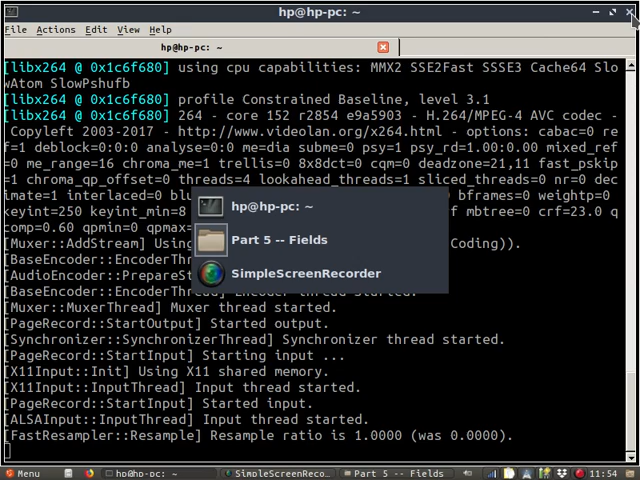 hp@hp-pc: ~
File Actions Edit View Help
hp@hp-pc: ~
[libx264 @ 0x1c6f680] using cpu capabilities: MMX2 SSE2Fast SSSE3 Cache64 Slo
wAtom SlowPshufb
[libx264 @ 0x1c6f680] profile Constrained Baseline, level 3.1
[libx264 @ 0x1c6f680] 264 - core 152 r2854 e9a5903 - H.264/MPEG-4 AVC codec -
Copyleft 2003-2017 - http://www.videolan.org/x264.html - options: cabac=0 re
f=1 deblock=0:0:0 analyse=0:0 me=dia subme=0 psy=1 psy_rd=1.00:0.00 mixed_ref
=0 me_range=16 chroma_me=1 trellis=0 8x8dct=0 cqm=0 deadzone=21,11 fast_pskip
=1 chroma_qp_offset=0 threads=4 lookahead_threads=1 sliced_threads=0 nr=0 dec
imate=1 interlaced=0 blu bframes=0 weightp=0
keyint=250 keyint_min=8 f mbtree=0 crf=23.0 q
comp=0.60 qpmin=0 qpmax=
[Muxer::AddStream] Using Coding)).
[BaseEncoder::EncoderThre
[AudioEncoder::PrepareSt
[BaseEncoder::EncoderThread] Encoder thread started.
[Muxer::MuxerThread] Muxer thread started.
[PageRecord::StartOutput] Started output.
[Synchronizer::SynchronizerThread] Synchronizer thread started.
[PageRecord::StartInput] Starting input ...
[X11Input::Init] Using X11 shared memory.
[X11Input::InputThread] Input thread started.
[PageRecord::StartInput] Started input.
[ALSAInput::InputThread] Input thread started.
[FastResampler::Resample] Resample ratio is 1.0000 (was 0.0000).
hp@hp-pc: ~
Part 5 -- Fields
SimpleScreenRecorder
Menu hp@hp-pc: ~ SimpleScreenReco... Part 5 -- Fields 11:54